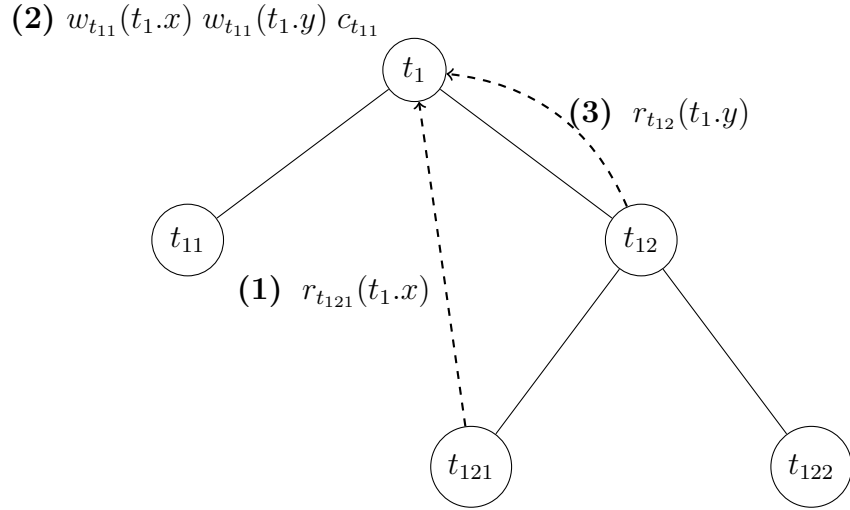 (2) w_{t_{11}}(t_1.x) w_{t_{11}}(t_1.y) c_{t_{11}}
t_1
(3) r_{t_{12}}(t_1.y)
t_{11}
t_{12}
(1) r_{t_{121}}(t_1.x)
t_{121}
t_{122}